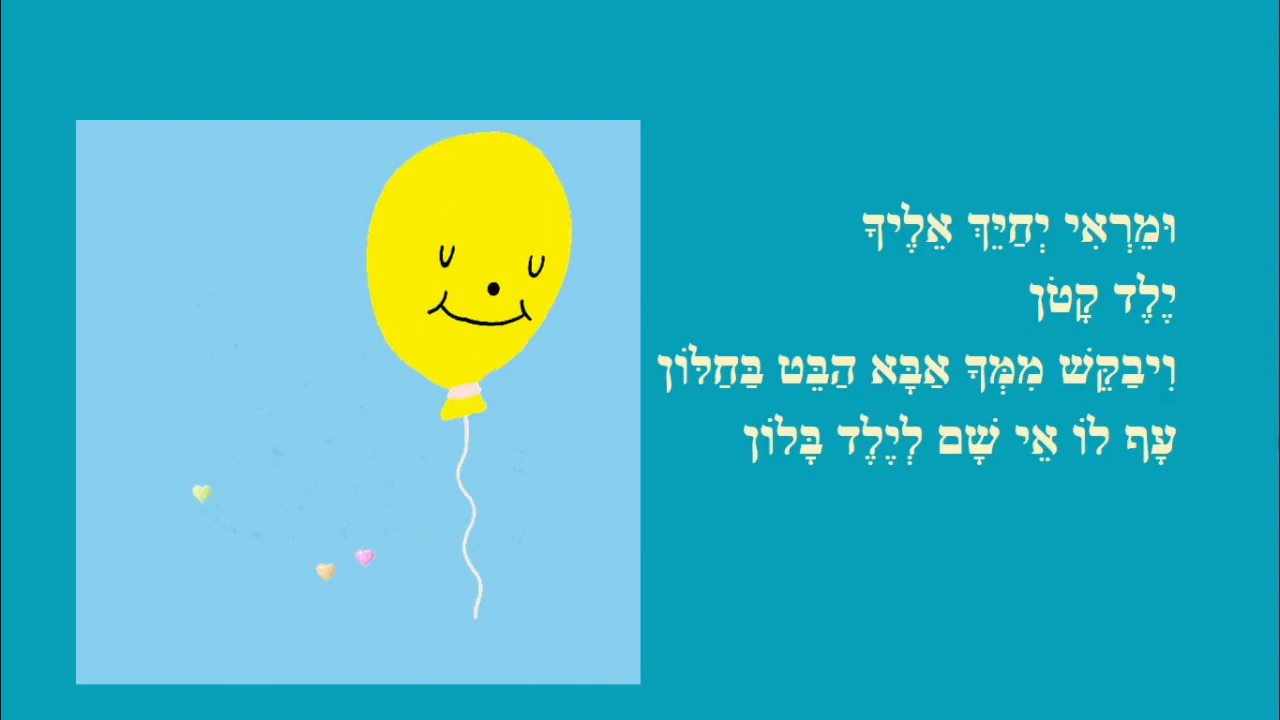 וּמֵרְאִי יְחַיֵּךְ אֵלֶיךָ
יֶלֶד קָטֹן
וִיבַקֵּשׁ מִמְּךָ אַבָּא הַבֵּט בַּחַלּוֹן
עָף לוֹ אֵי שָׁם לְיֶלֶד בָּלוֹן